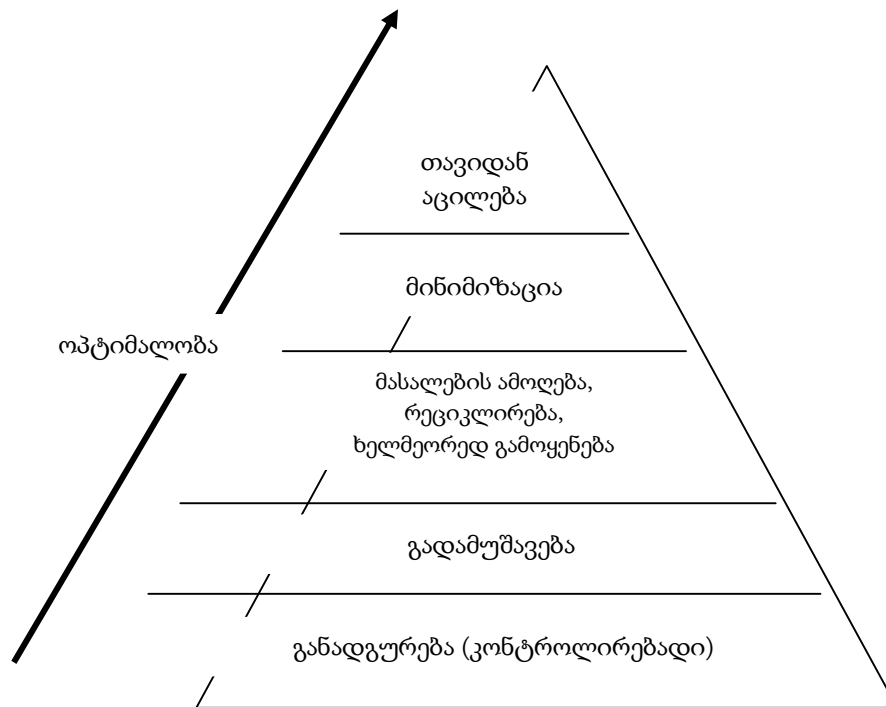 თავიდან
აცილება
მინიმიზაცია
ოპტიმალობა
მასალების ამოღება,
რეციკლირება,
ხელმეორედ გამოყენება
გადამუშავება
განადგურება (კონტროლირებადი)